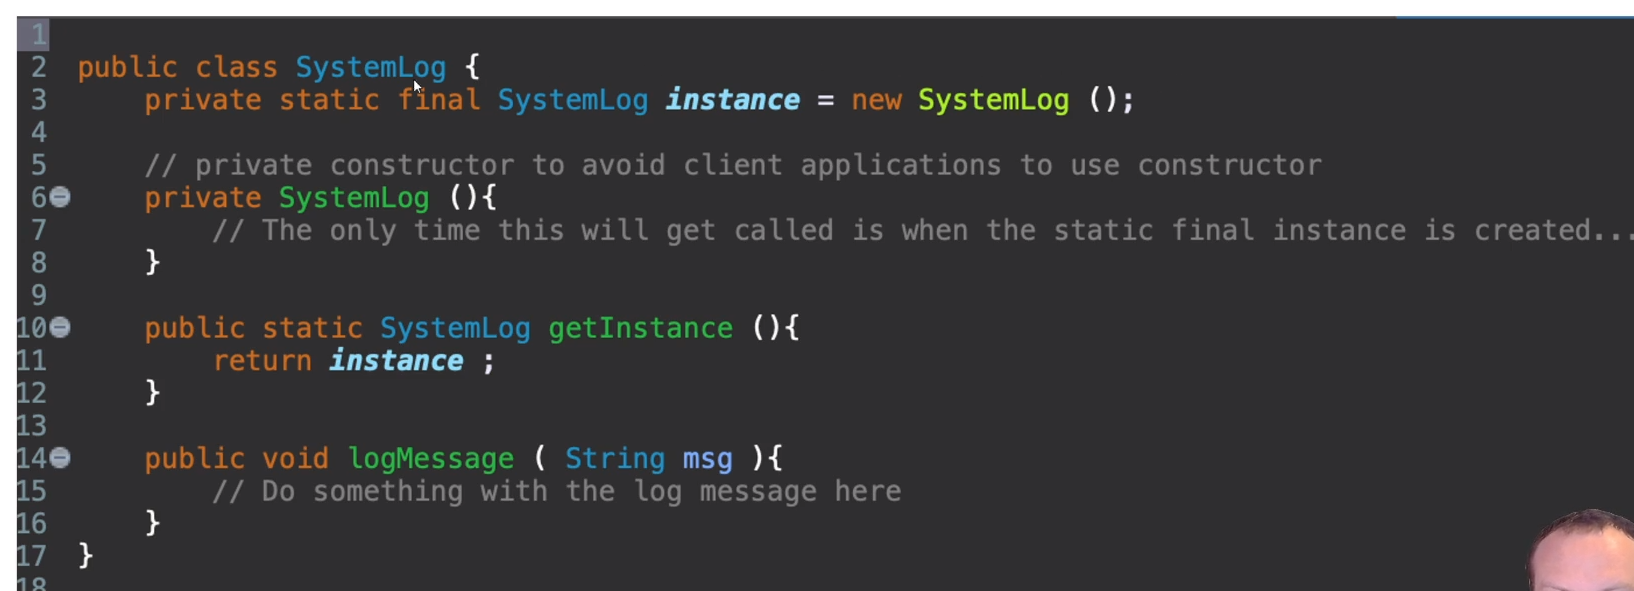 1
2 public class SystemLog {
3 private static final SystemLog instance = new SystemLog ();
4
5 // private constructor to avoid client applications to use constructor
6 private SystemLog (){
7 // The only time this will get called is when the static final instance is created...
8 }
9
10 public static SystemLog getInstance (){
11 return instance ;
12 }
13
14 public void logMessage ( String msg ){
15 // Do something with the log message here
16 }
17 }
18